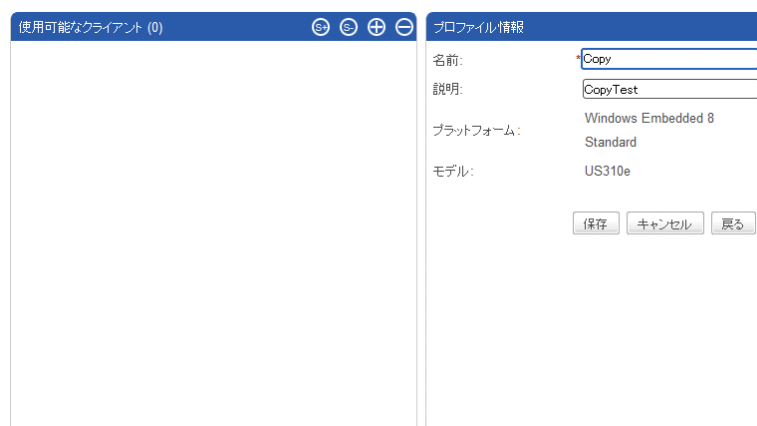 使用可能なクライアント (0)
S+ S-
プロファイル情報
名前: *Copy
説明: CopyTest
プラットフォーム: Windows Embedded 8
Standard
モデル: US310e
保存 キャンセル 戻る